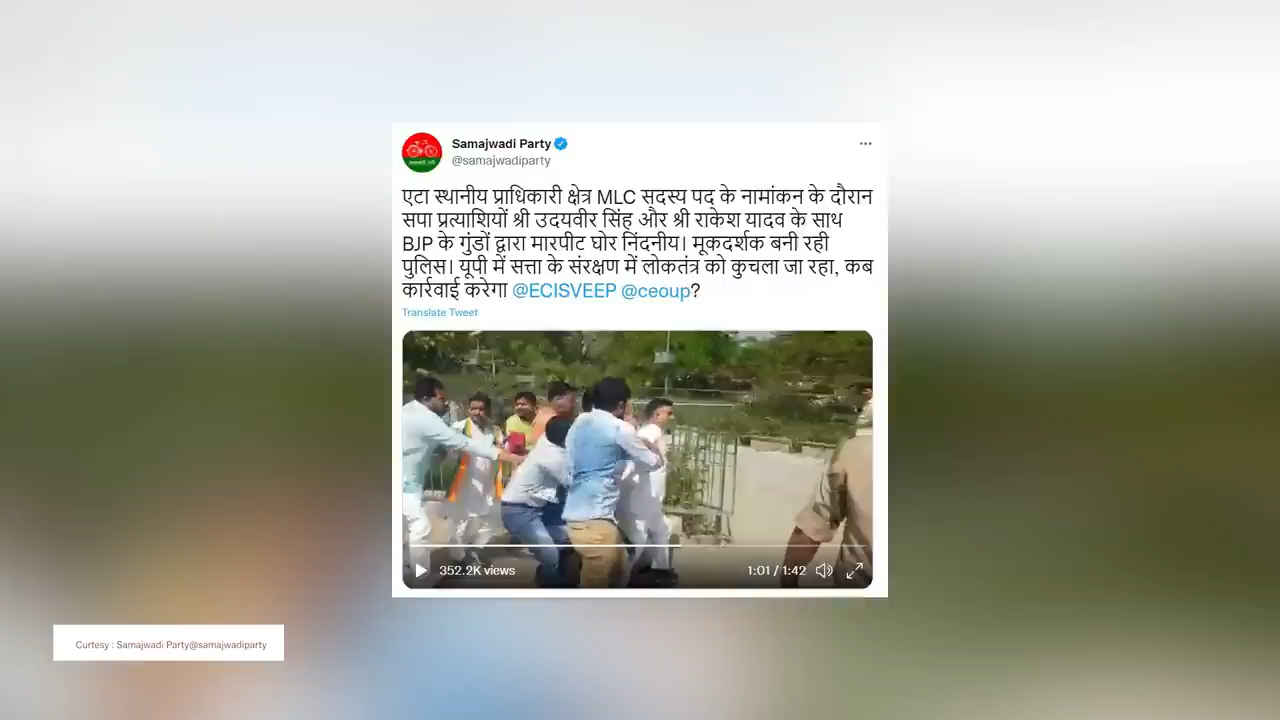 Samajwadi Party
@samajwadiparty
एटा स्थानीय प्राधिकारी क्षेत्र MLC सदस्य पद के नामांकन के दौरान
सपा प्रत्याशियों श्री उदयवीर सिंह और श्री राकेश यादव के साथ
BJP के गुंडों द्वारा मारपीट घोर निंदनीय। मूकदर्शक बनी रही
पुलिस। यूपी में सत्ता के संरक्षण में लोकतंत्र को कुचला जा रहा, कब
कार्रवाई करेगा @ECISVEEP @ceoup?
Translate Tweet
352.2K views
1:01 / 1:42
Curtesy : Samajwadi Party@samajwadiparty